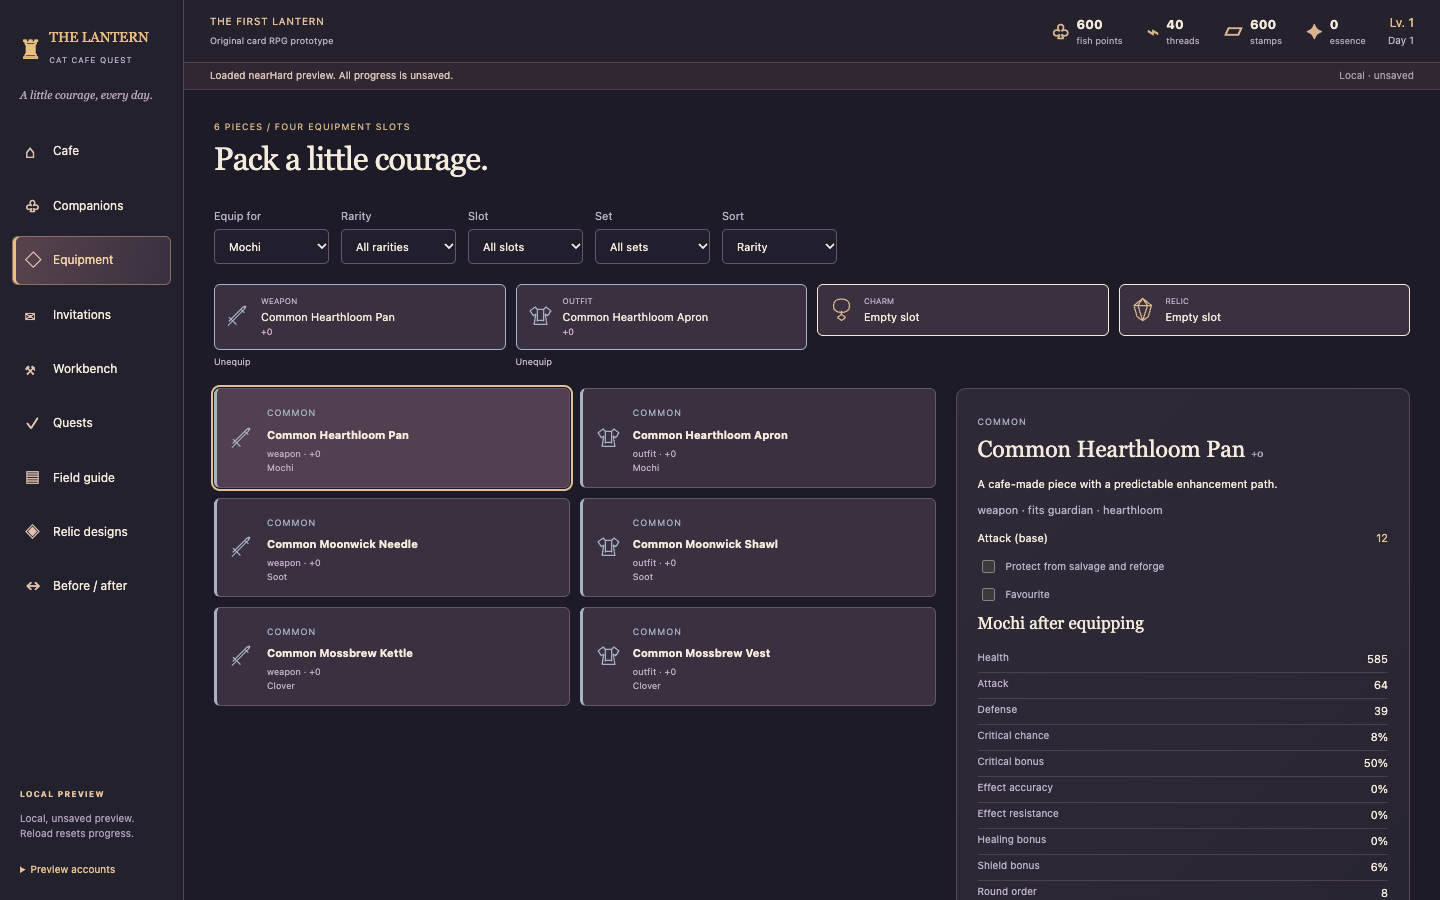 THE LANTERN
CAT CAFE QUEST
A little courage, every day.
Cafe
Companions
Equipment
Invitations
Workbench
Quests
Field guide
Relic designs
Before / after
LOCAL PREVIEW
Local, unsaved preview.
Reload resets progress.
Preview accounts
THE FIRST LANTERN
Original card RPG prototype
600
fish points
40
threads
600
stamps
0
essence
Lv. 1
Day 1
Loaded nearHard preview. All progress is unsaved.
Local · unsaved
6 PIECES / FOUR EQUIPMENT SLOTS
Pack a little courage.
Equip for
Rarity
Slot
Set
Sort
Mochi
All rarities
All slots
All sets
Rarity
WEAPON
Common Hearthloom Pan
+0
Unequip
OUTFIT
Common Hearthloom Apron
+0
Unequip
CHARM
Empty slot
RELIC
Empty slot
COMMON
Common Hearthloom Pan
weapon · +0
Mochi
COMMON
Common Hearthloom Apron
outfit · +0
Mochi
COMMON
Common Moonwick Needle
weapon · +0
Soot
COMMON
Common Moonwick Shawl
outfit · +0
Soot
COMMON
Common Mossbrew Kettle
weapon · +0
Clover
COMMON
Common Mossbrew Vest
outfit · +0
Clover
COMMON
Common Hearthloom Pan +0
A cafe-made piece with a predictable enhancement path.
weapon · fits guardian · hearthloom
Attack (base) 12
Protect from salvage and reforge
Favourite
Mochi after equipping
Health 585
Attack 64
Defense 39
Critical chance 8%
Critical bonus 50%
Effect accuracy 0%
Effect resistance 0%
Healing bonus 0%
Shield bonus 6%
Round order 8